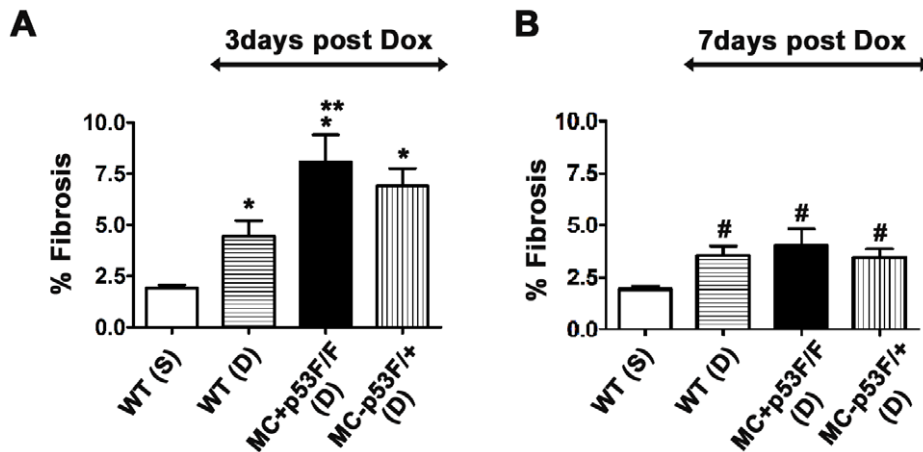 A
3days post Dox
% Fibrosis
10.0
7.5
5.0
2.5
0.0
*
**
*
*
WT (S)
WT (D)
MC+p53F/F
(D)
MC-p53F/+
(D)
B
7days post Dox
% Fibrosis
10.0
7.5
5.0
2.5
0.0
#
#
#
WT (S)
WT (D)
MC+p53F/F
(D)
MC-p53F/+
(D)